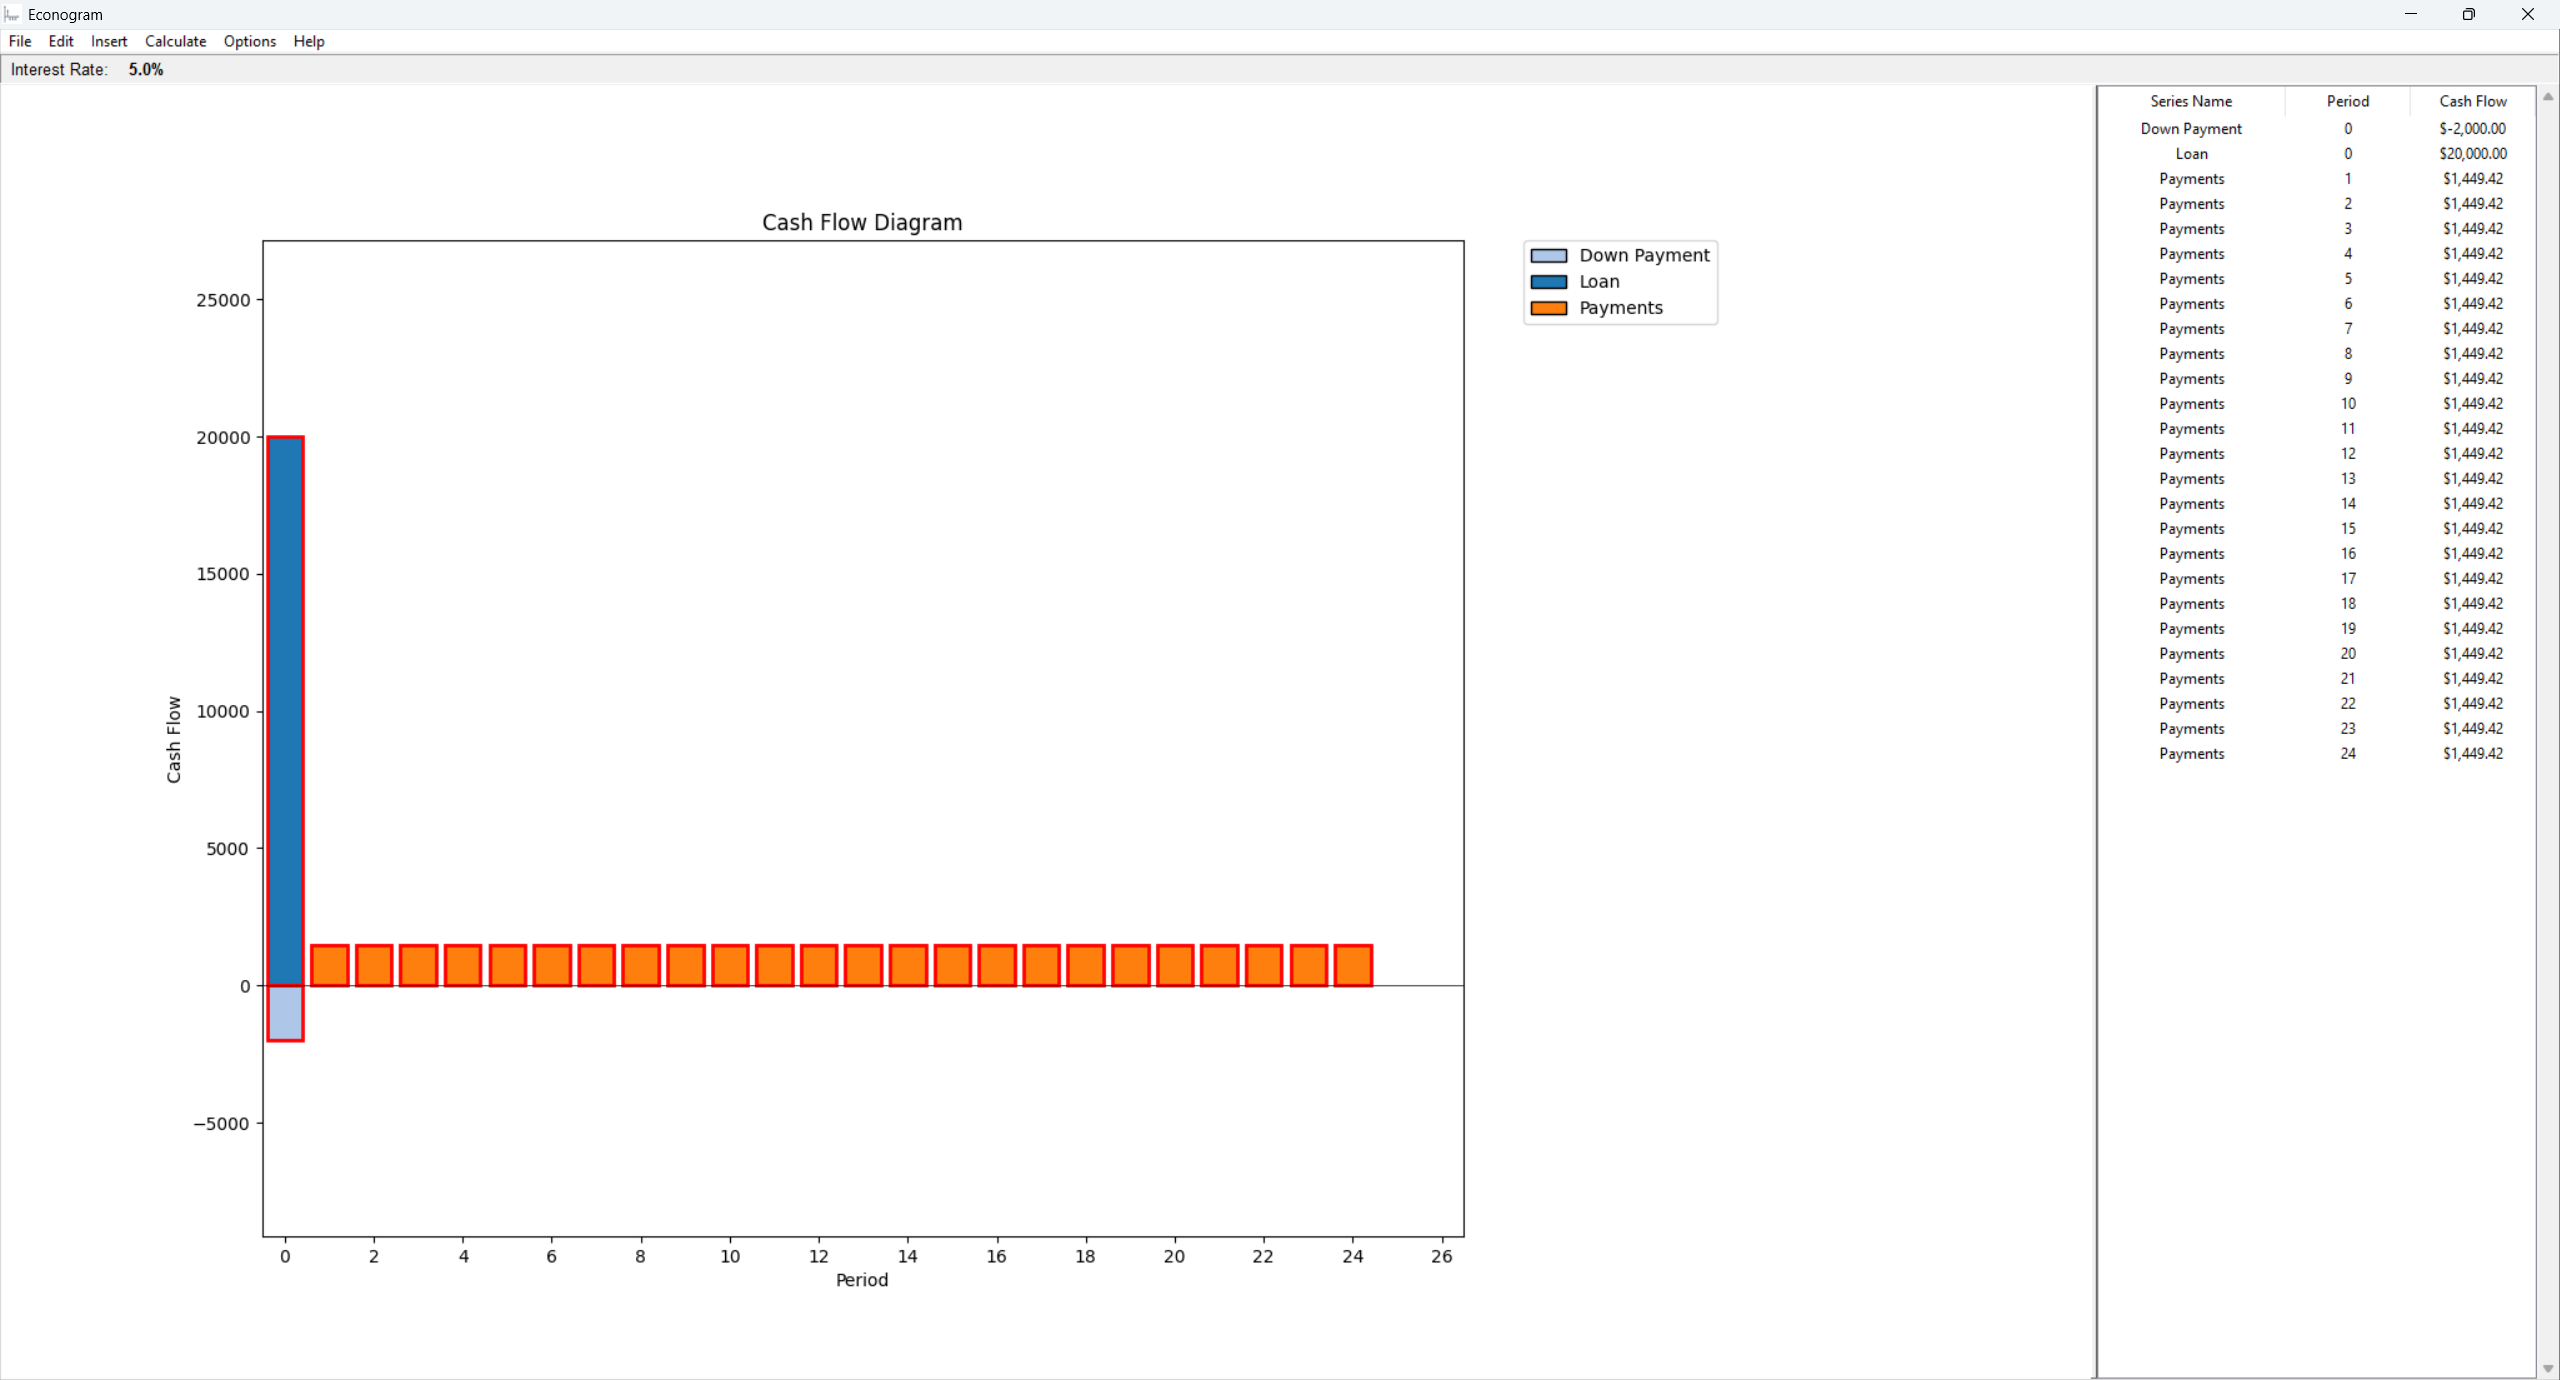 Econogram
File Edit Insert Calculate Options Help
Interest Rate: 5.0%
Cash Flow Diagram
25000
20000
15000
10000
5000
0
−5000
Cash Flow
0 2 4 6 8 10 12 14 16 18 20 22 24 26
Period
Down Payment
Loan
Payments
Series Name Period Cash Flow
Down Payment 0 $-2,000.00
Loan 0 $20,000.00
Payments 1 $1,449.42
Payments 2 $1,449.42
Payments 3 $1,449.42
Payments 4 $1,449.42
Payments 5 $1,449.42
Payments 6 $1,449.42
Payments 7 $1,449.42
Payments 8 $1,449.42
Payments 9 $1,449.42
Payments 10 $1,449.42
Payments 11 $1,449.42
Payments 12 $1,449.42
Payments 13 $1,449.42
Payments 14 $1,449.42
Payments 15 $1,449.42
Payments 16 $1,449.42
Payments 17 $1,449.42
Payments 18 $1,449.42
Payments 19 $1,449.42
Payments 20 $1,449.42
Payments 21 $1,449.42
Payments 22 $1,449.42
Payments 23 $1,449.42
Payments 24 $1,449.42